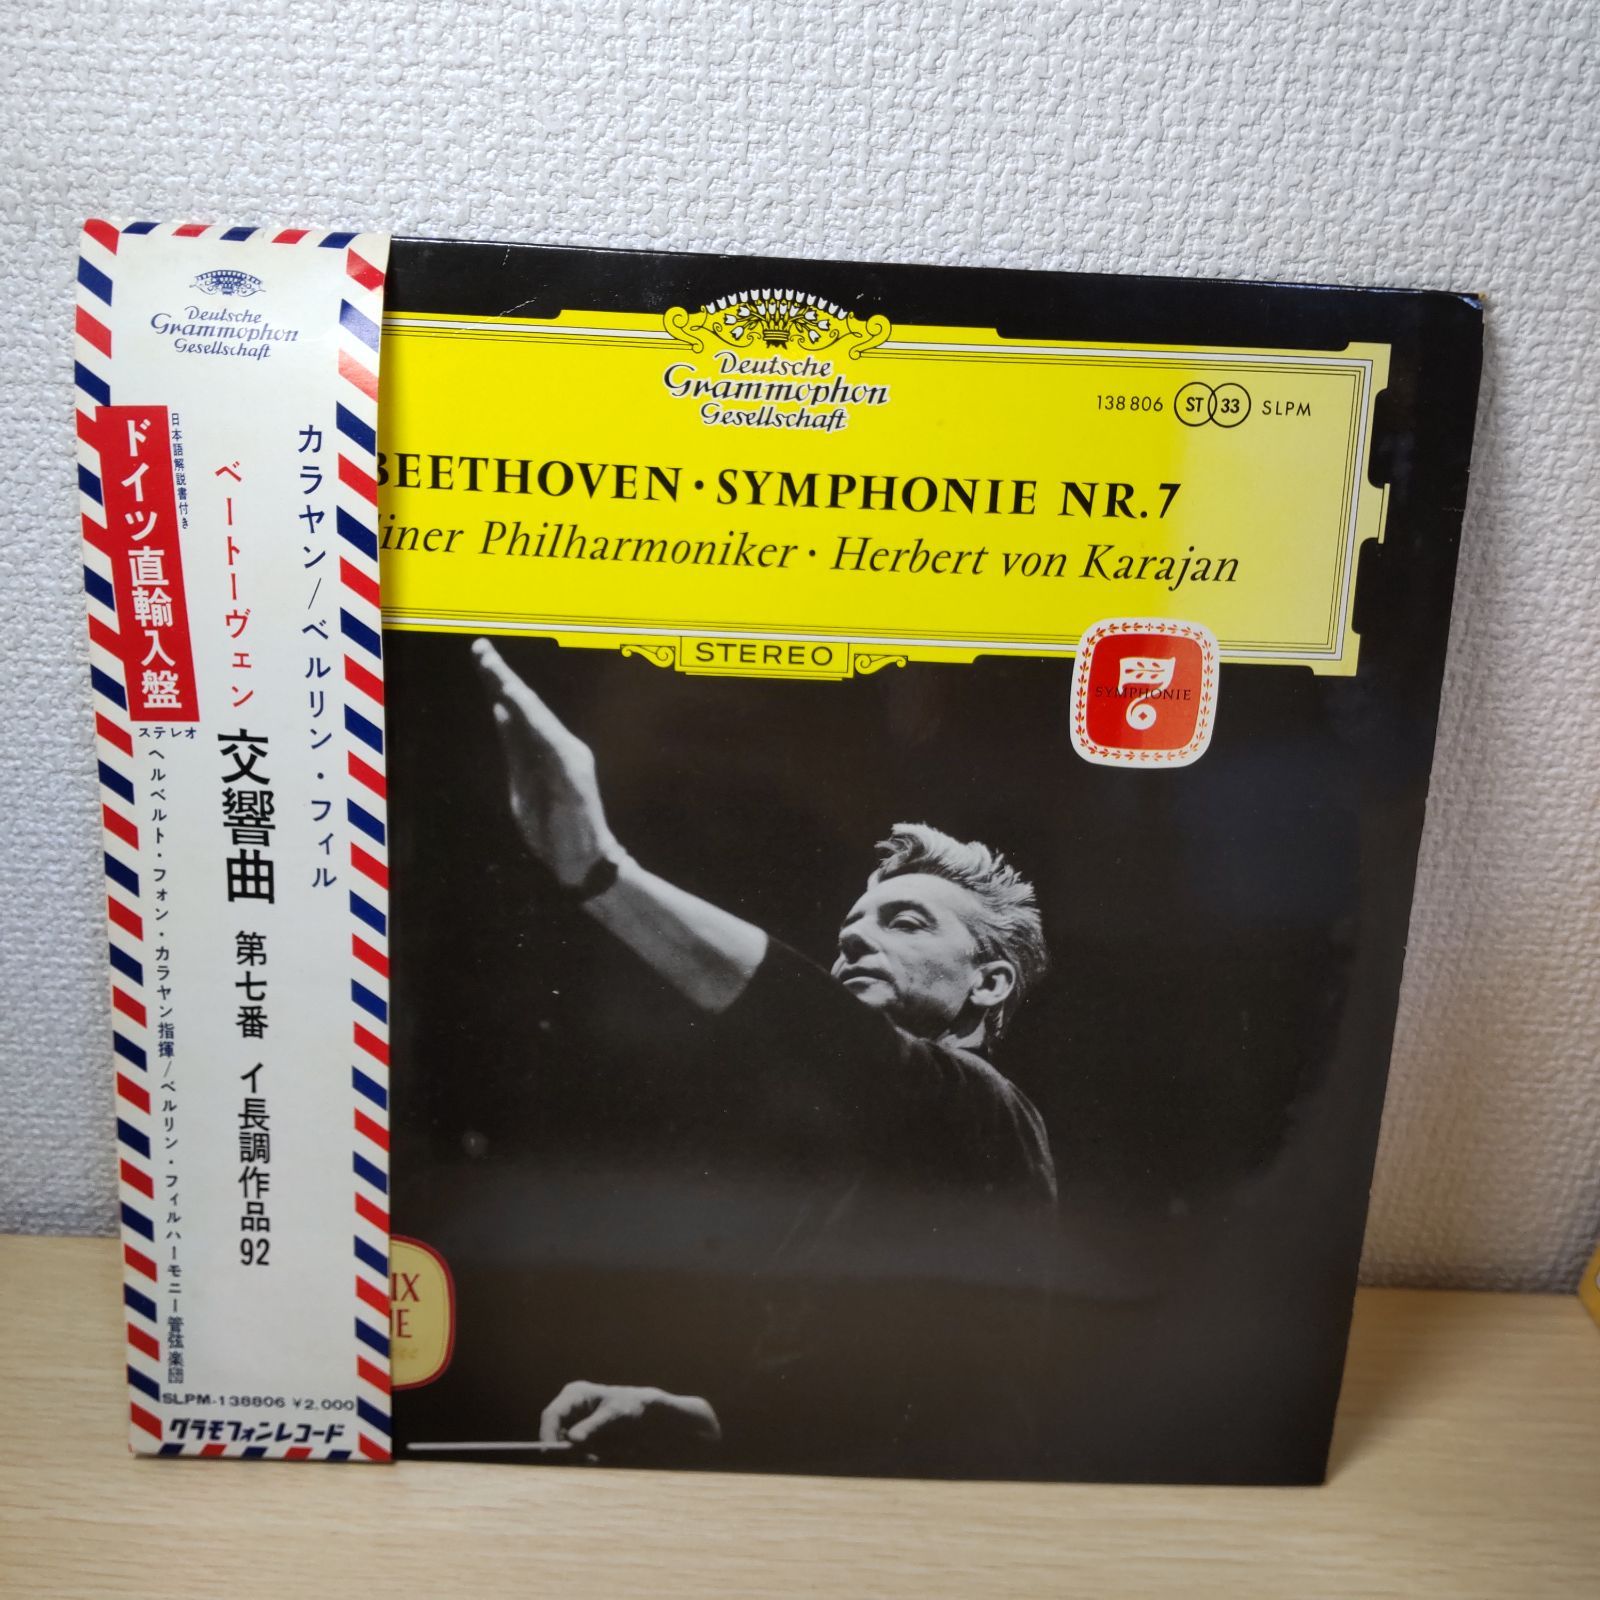 Deutsche
Grammophon
Gesellschaft
カラヤン/ベルリン・フィル
ベートーヴェン
交響曲 第七番 イ長調作品92
日本語解説書付き
ドイツ直輸入盤
ステレオ
ヘルベルト・フォン・カラヤン指揮/ベルリン・フィルハーモニー管弦楽団
SLPM-138806 ¥2,000
グラモフォンレコード
Deutsche
Grammophon
Gesellschaft
138 806 ST 33 SLPM
BEETHOVEN · SYMPHONIE NR. 7
iner Philharmoniker · Herbert von Karajan
STEREO
7
SYMPHONIE
IX